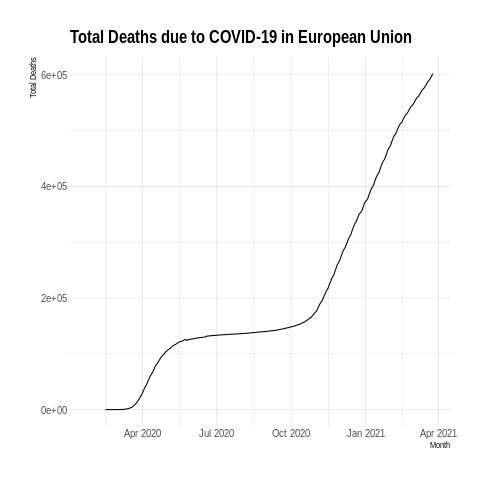 Total Deaths due to COVID-19 in European Union
Total Deaths
6e+05
4e+05
2e+05
0e+00
Apr 2020 Jul 2020 Oct 2020 Jan 2021 Apr 2021
Month